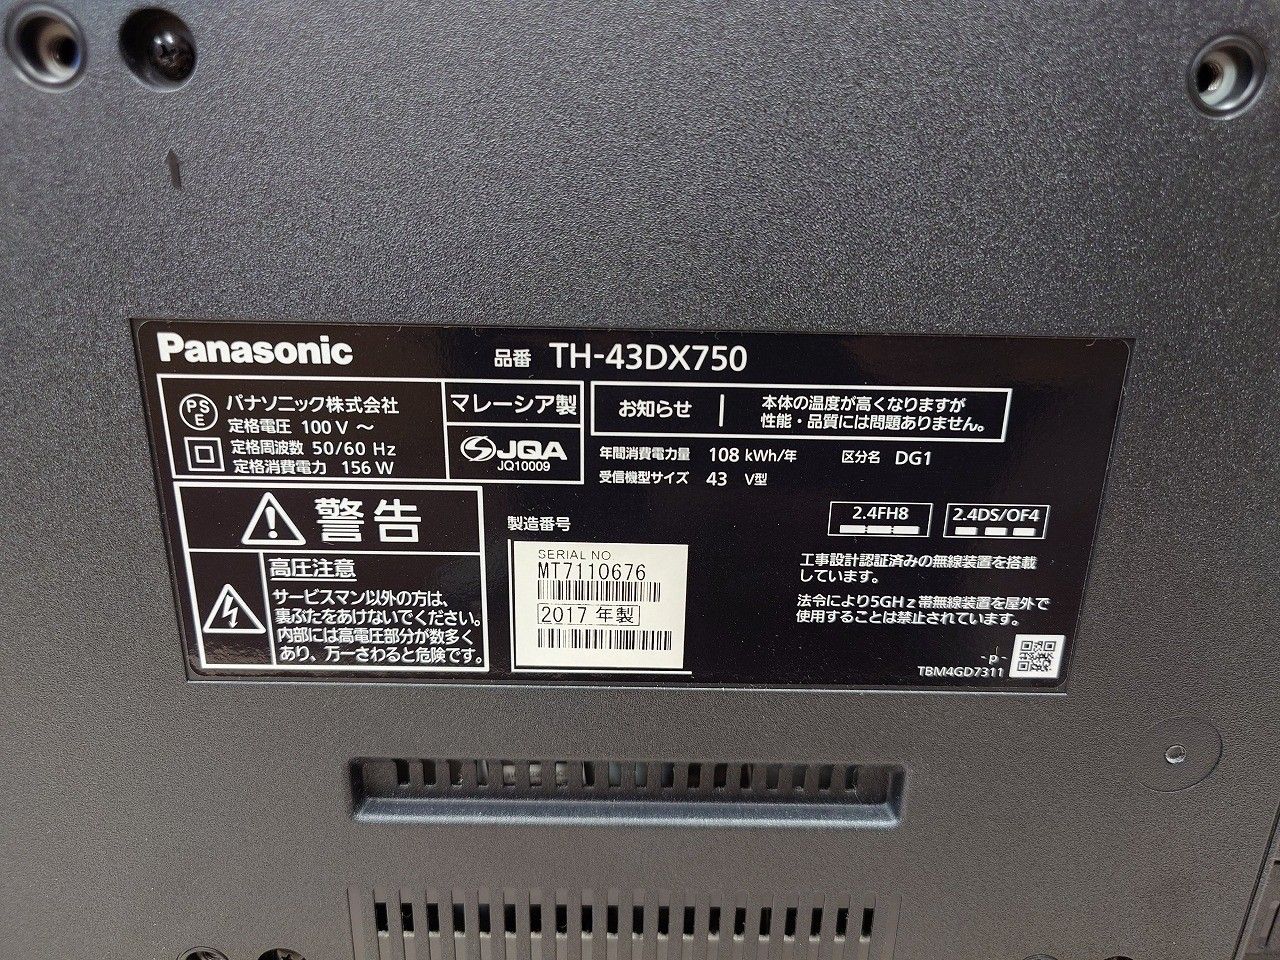 Panasonic
品番 TH-43DX750
PSE
パナソニック株式会社
定格電圧 100 V ～
定格周波数 50/60 Hz
定格消費電力 156 W
マレーシア製
JQA
JQ10009
お知らせ
本体の温度が高くなりますが
性能・品質には問題ありません。
年間消費電力量 108 kWh/年 区分名 DG1
受信機型サイズ 43 V型
警告
高圧注意
サービスマン以外の方は、
裏ぶたをあけないでください。
内部には高電圧部分が数多く
あり、万一さわると危険です。
製造番号
SERIAL NO
MT7110676
2017 年製
2.4FH8
2.4DS/OF4
工事設計認証済みの無線装置を搭載
しています。
法令により5GHz帯無線装置を屋外で
使用することは禁止されています。
-p-
TBM4GD7311